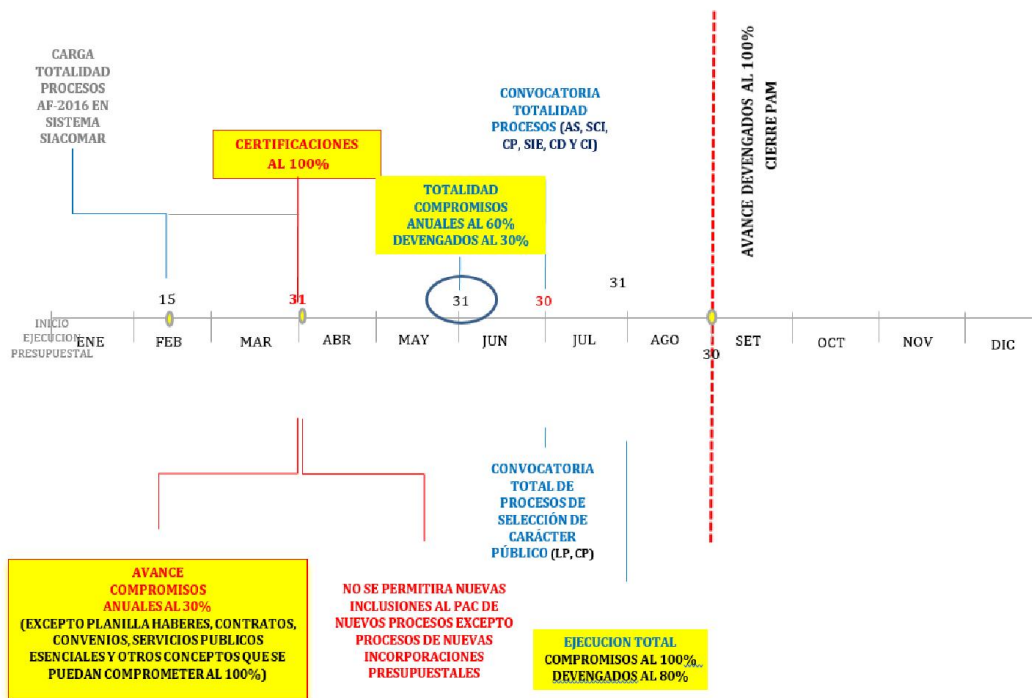 CARGA
TOTALIDAD
PROCESOS
AF-2016 EN
SISTEMA
SIACOMAR
CERTIFICACIONES
AL 100%
CONVOCATORIA
TOTALIDAD
PROCESOS (AS, SCI,
CP, SIE, CD Y CI)
TOTALIDAD
COMPROMISOS
ANUALES AL 60%
DEVENGADOS AL 30%
AVANCE DEVENGADOS AL 100%
CIERRE PAM
15
31
31
30
31
INICIO
EJECUCION
PRESUPUESTAL
ENE
FEB
MAR
ABR
MAY
JUN
JUL
AGO
30
SET
OCT
NOV
DIC
CONVOCATORIA
TOTAL DE
PROCESOS DE
SELECCIÓN DE
CARÁCTER
PÚBLICO (LP, CP)
AVANCE
COMPROMISOS
ANUALES AL 30%
(EXCEPTO PLANILLA HABERES, CONTRATOS,
CONVENIOS, SERVICIOS PUBLICOS
ESENCIALES Y OTROS CONCEPTOS QUE SE
PUEDAN COMPROMETER AL 100%)
NO SE PERMITIRA NUEVAS
INCLUSIONES AL PAC DE
NUEVOS PROCESOS EXCEPTO
PROCESOS DE NUEVAS
INCORPORACIONES
PRESUPUESTALES
EJECUCION TOTAL
COMPROMISOS AL 100%
DEVENGADOS AL 80%